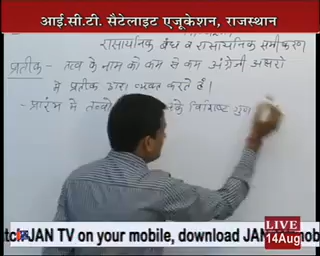 आई.सी.टी. सैटेलाइट एजूकेशन, राजस्थान
रासायनिक बंध व रासायनिक समीकरण
प्रतीक - तत्व के नाम को कम से कम अंग्रेजी अक्षरो
मे प्रतीक द्वारा व्यक्त करते है।
- प्रारंभ मे तत्वो के विशिष्ट गुण
LIVE
14Aug
JAN TV on your mobile, download JAN